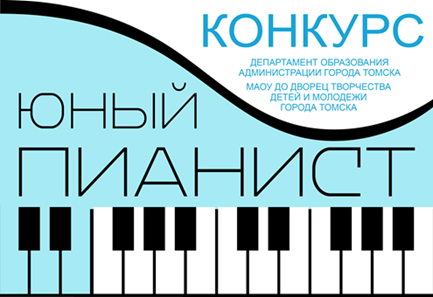 КОНКУРС
ДЕПАРТАМЕНТ ОБРАЗОВАНИЯ
АДМИНИСТРАЦИИ ГОРОДА ТОМСКА
МАОУ ДО ДВОРЕЦ ТВОРЧЕСТВА
ДЕТЕЙ И МОЛОДЕЖИ
ГОРОДА ТОМСКА
ЮНЫЙ
ПИАНИСТ